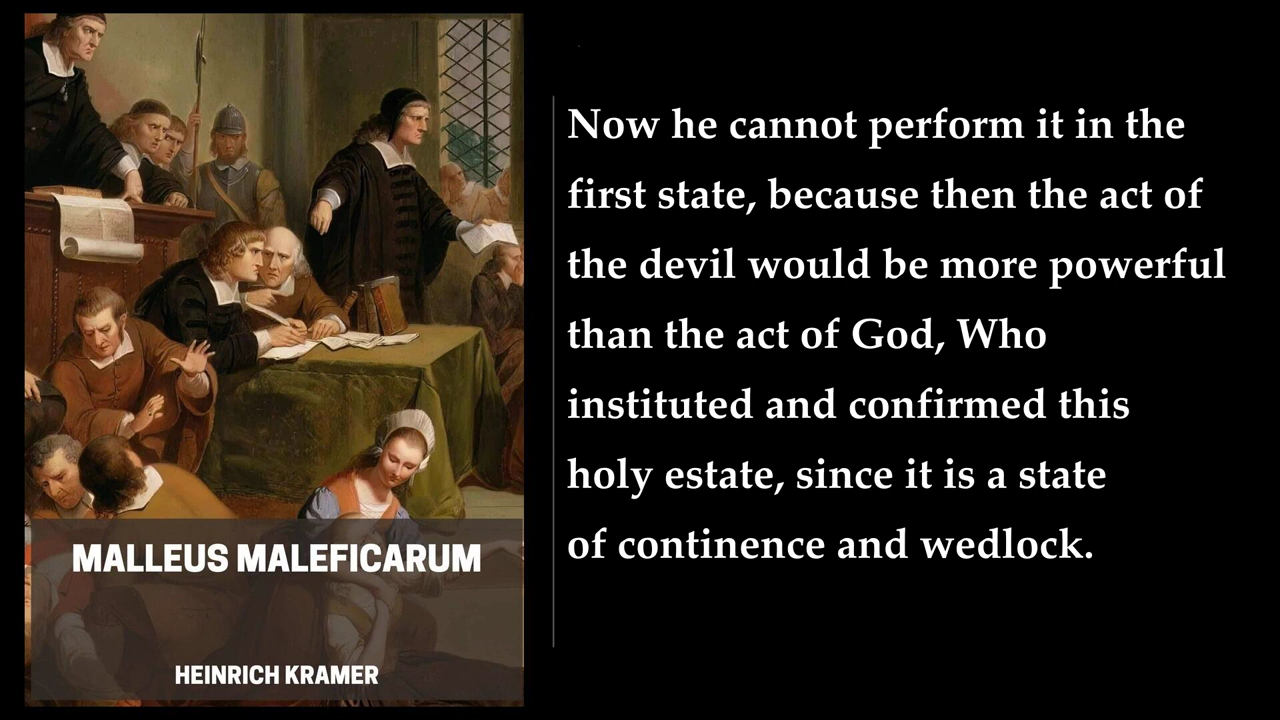 MALLEUS MALEFICARUM
HEINRICH KRAMER
Now he cannot perform it in the
first state, because then the act of
the devil would be more powerful
than the act of God, Who
instituted and confirmed this
holy estate, since it is a state
of continence and wedlock.